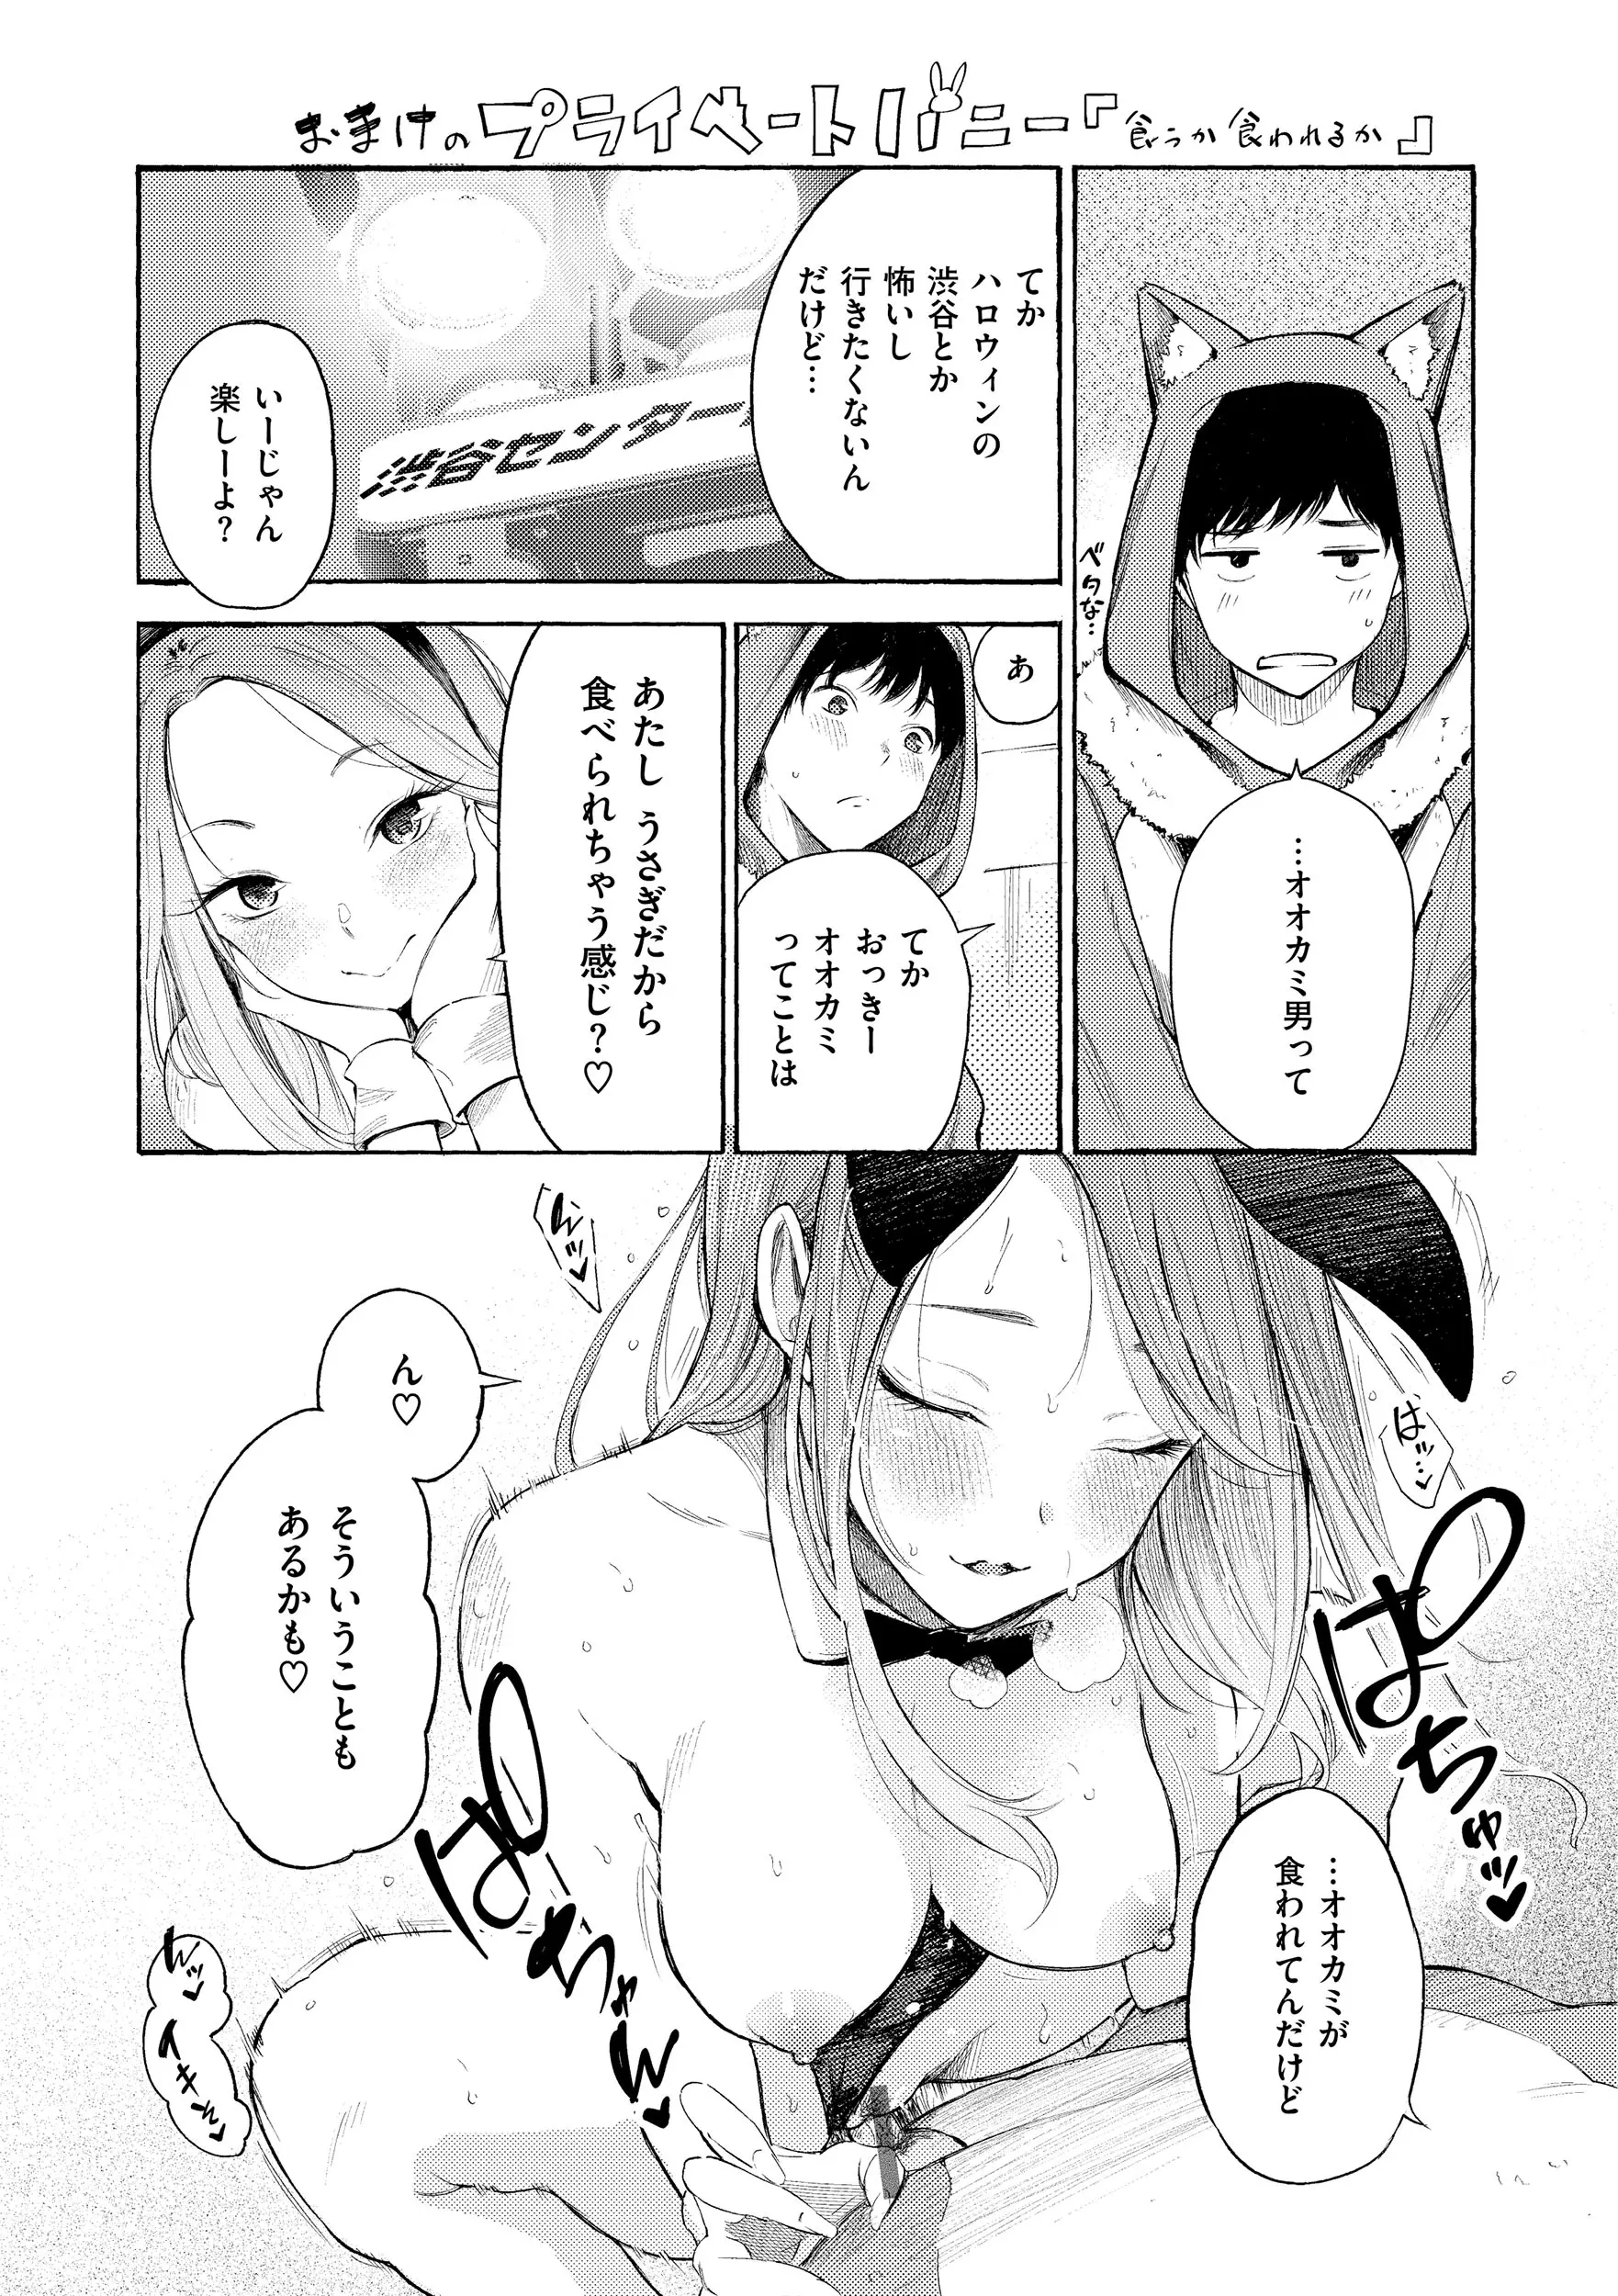 おまけのプライベートバニー『食うか食われるか』
…オオカミ男って
ベタな…
てか
ハロウィンの
渋谷とか
怖いし
行きたくないん
だけど…
渋谷センター
いーじゃん
楽しーよ?
あ
てか
おっきー
オオカミ
ってことは
あたし うさぎだから
食べられちゃう感じ?♡
んッ♥
はッ…♥
ん♡
そういうことも
あるかも♡
ぱちゅッ♥
…オオカミが
食われてんだけど
ぱちゅん♥
んッ♥
イキそ♥